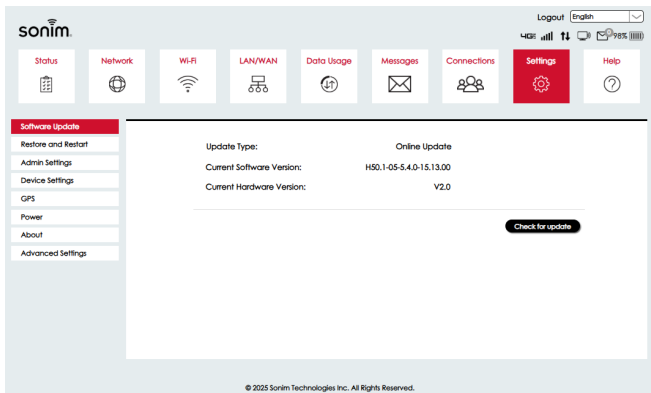 Logout English
sonim.
4GE 98%
Status Network Wi-Fi LAN/WAN Data Usage Messages Connections Settings Help
Software Update
Restore and Restart
Admin Settings
Device Settings
GPS
Power
About
Advanced Settings
Update Type: Online Update
Current Software Version: H50.1-05-5.4.0-15.13.00
Current Hardware Version: V2.0
Check for update
© 2025 Sonim Technologies Inc. All Rights Reserved.